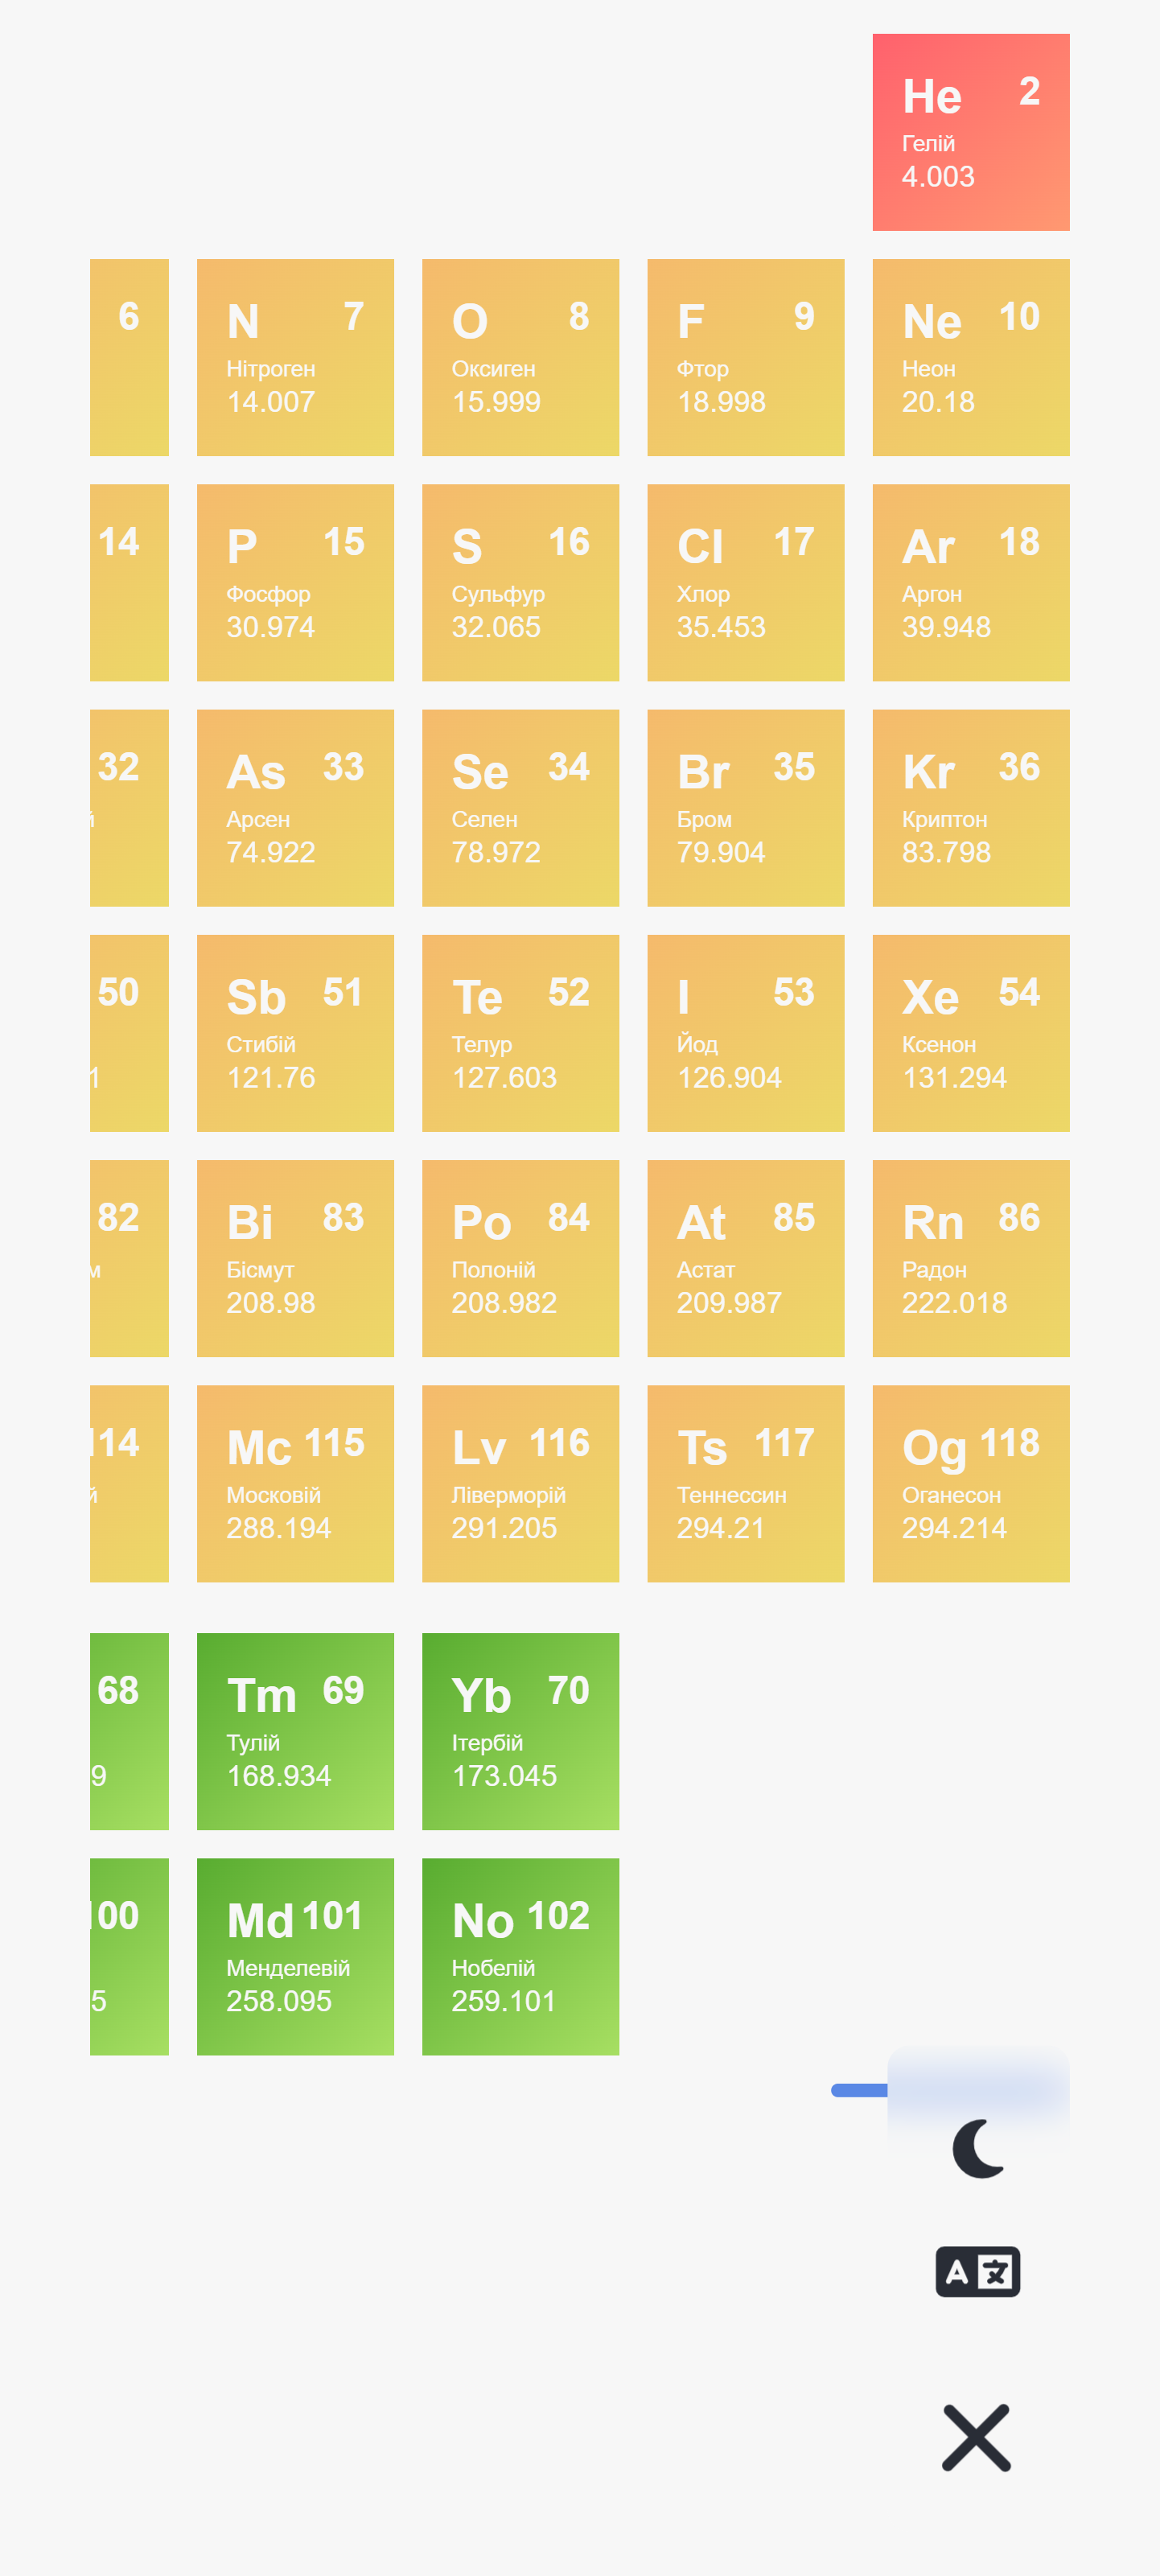 He 2
Гелій
4.003
6 N 7 O 8 F 9 Ne 10
Нітроген Оксиген Фтор Неон
14.007 15.999 18.998 20.18
14 P 15 S 16 Cl 17 Ar 18
Фосфор Сульфур Хлор Аргон
30.974 32.065 35.453 39.948
32 As 33 Se 34 Br 35 Kr 36
й Арсен Селен Бром Криптон
74.922 78.972 79.904 83.798
50 Sb 51 Te 52 I 53 Xe 54
Стибій Телур Йод Ксенон
1 121.76 127.603 126.904 131.294
82 Bi 83 Po 84 At 85 Rn 86
м Бісмут Полоній Астат Радон
208.98 208.982 209.987 222.018
114 Mc 115 Lv 116 Ts 117 Og 118
й Московій Ліверморій Теннессин Оганесон
288.194 291.205 294.21 294.214
68 Tm 69 Yb 70
Тулій Ітербій
9 168.934 173.045
100 Md 101 No 102
Менделевій Нобелій
5 258.095 259.101
A 文